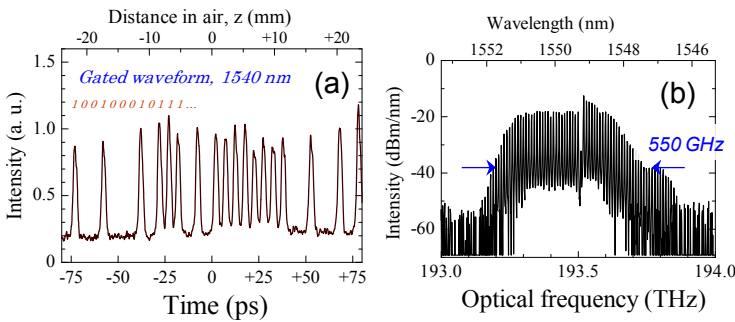 Distance in air, z (mm)
-20 -10 0 +10 +20
Gated waveform, 1540 nm
(a)
100100010111...
Intensity (a. u.)
1.5
1.0
0.5
0
-75 -50 -25 0 +25 +50 +75
Time (ps)
Wavelength (nm)
1552 1550 1548 1546
(b)
550 GHz
Intensity (dBm/nm)
0
-20
-40
-60
193.0 193.5 194.0
Optical frequency (THz)